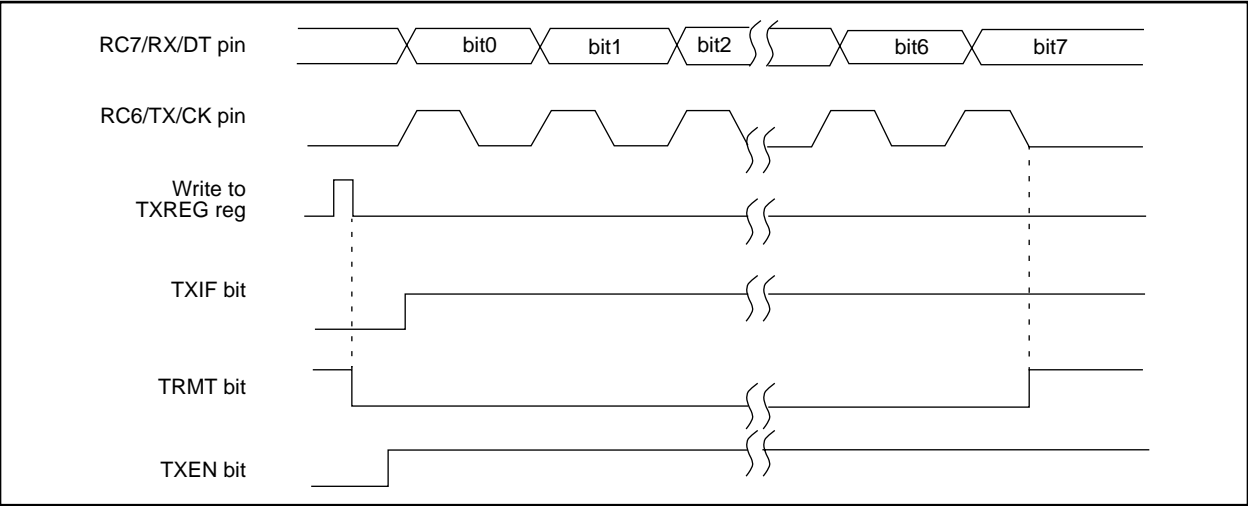 RC7/RX/DT pin
bit0
bit1
bit2
bit6
bit7
RC6/TX/CK pin
Write to
TXREG reg
TXIF bit
TRMT bit
TXEN bit